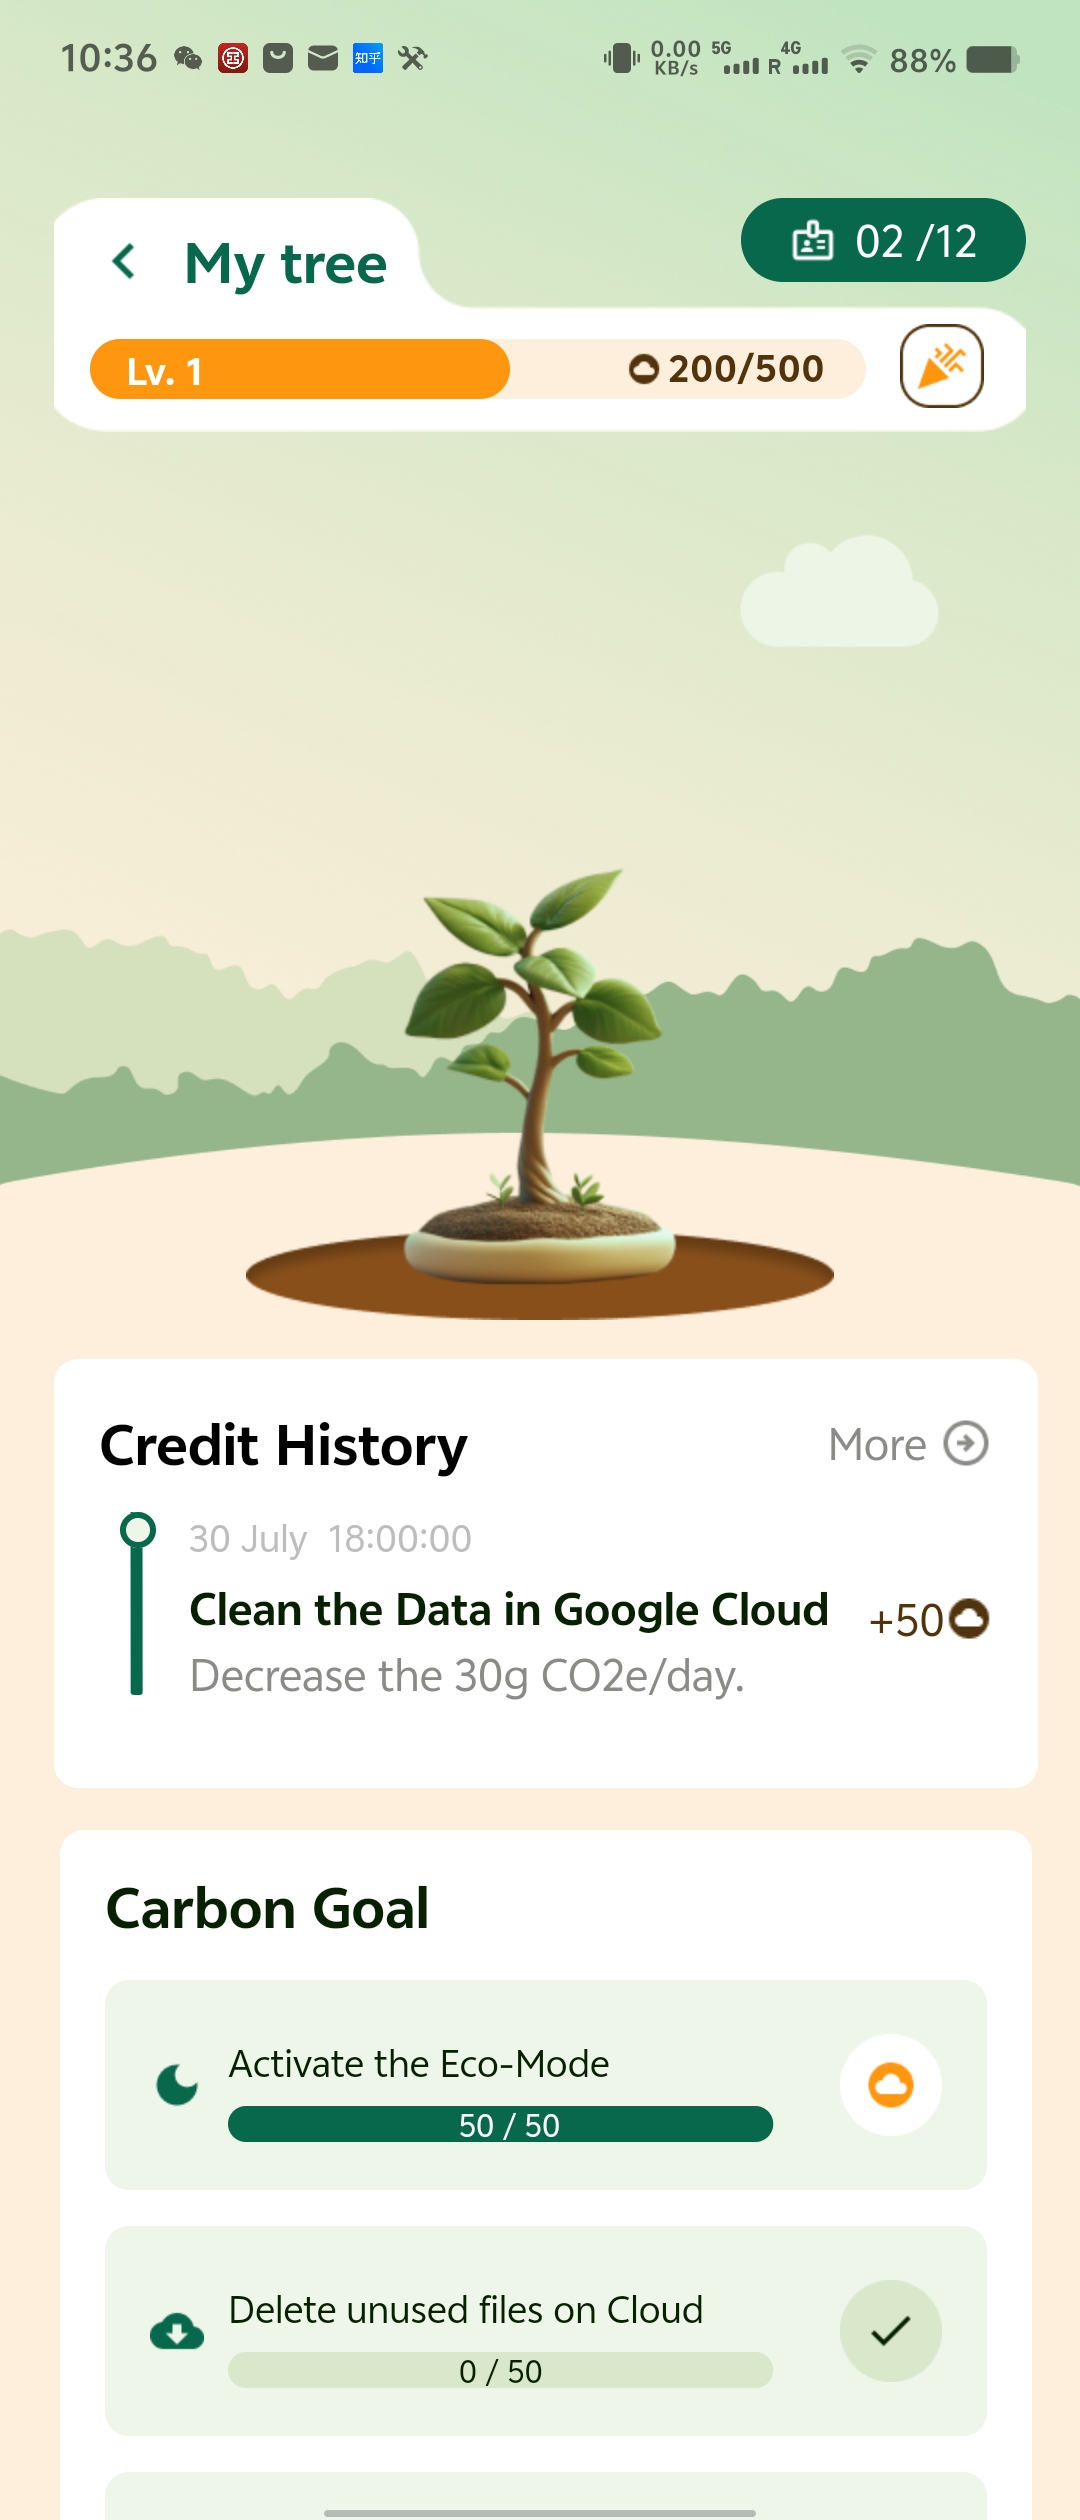 10:36 知乎 0.00 KB/s 5G R 4G 88%
My tree
02 /12
Lv. 1
200/500
Credit History
More
30 July 18:00:00
Clean the Data in Google Cloud
+50
Decrease the 30g CO2e/day.
Carbon Goal
Activate the Eco-Mode
50 / 50
Delete unused files on Cloud
0 / 50